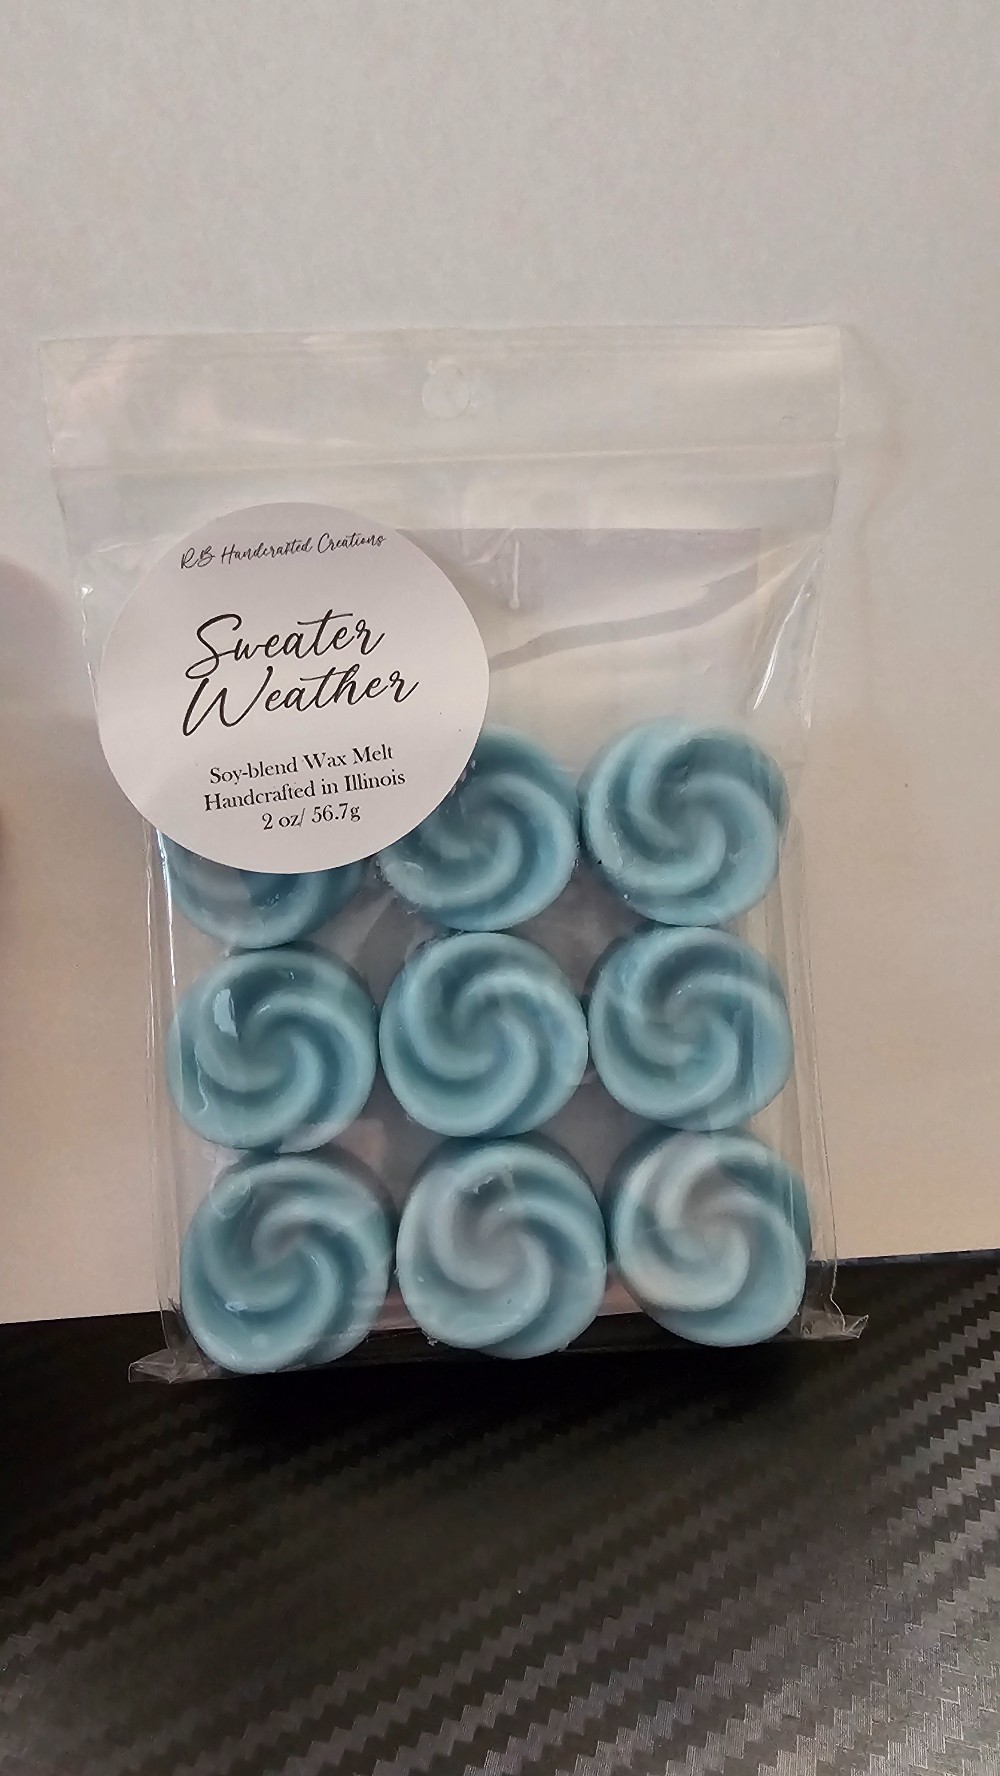 RB Handcrafted Creations
Sweater
Weather
Soy-blend Wax Melt
Handcrafted in Illinois
2 oz/ 56.7g